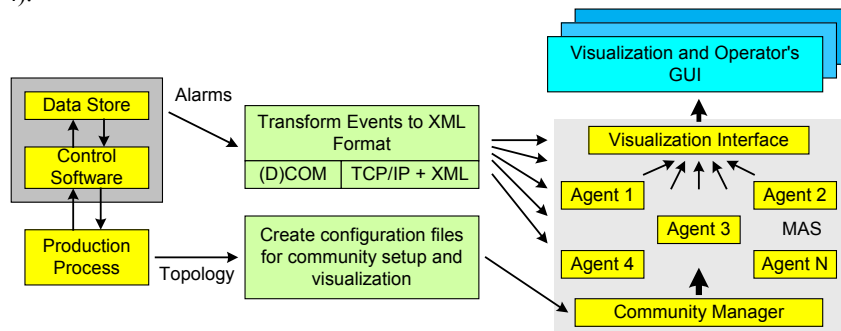 Visualization and Operator's
GUI
Data Store
Alarms
Transform Events to XML
Format
Visualization Interface
Control
Software
(D)COM
TCP/IP + XML
Agent 1
Agent 2
Agent 3
MAS
Production
Process
Topology
Create configuration files
for community setup and
visualization
Agent 4
Agent N
Community Manager